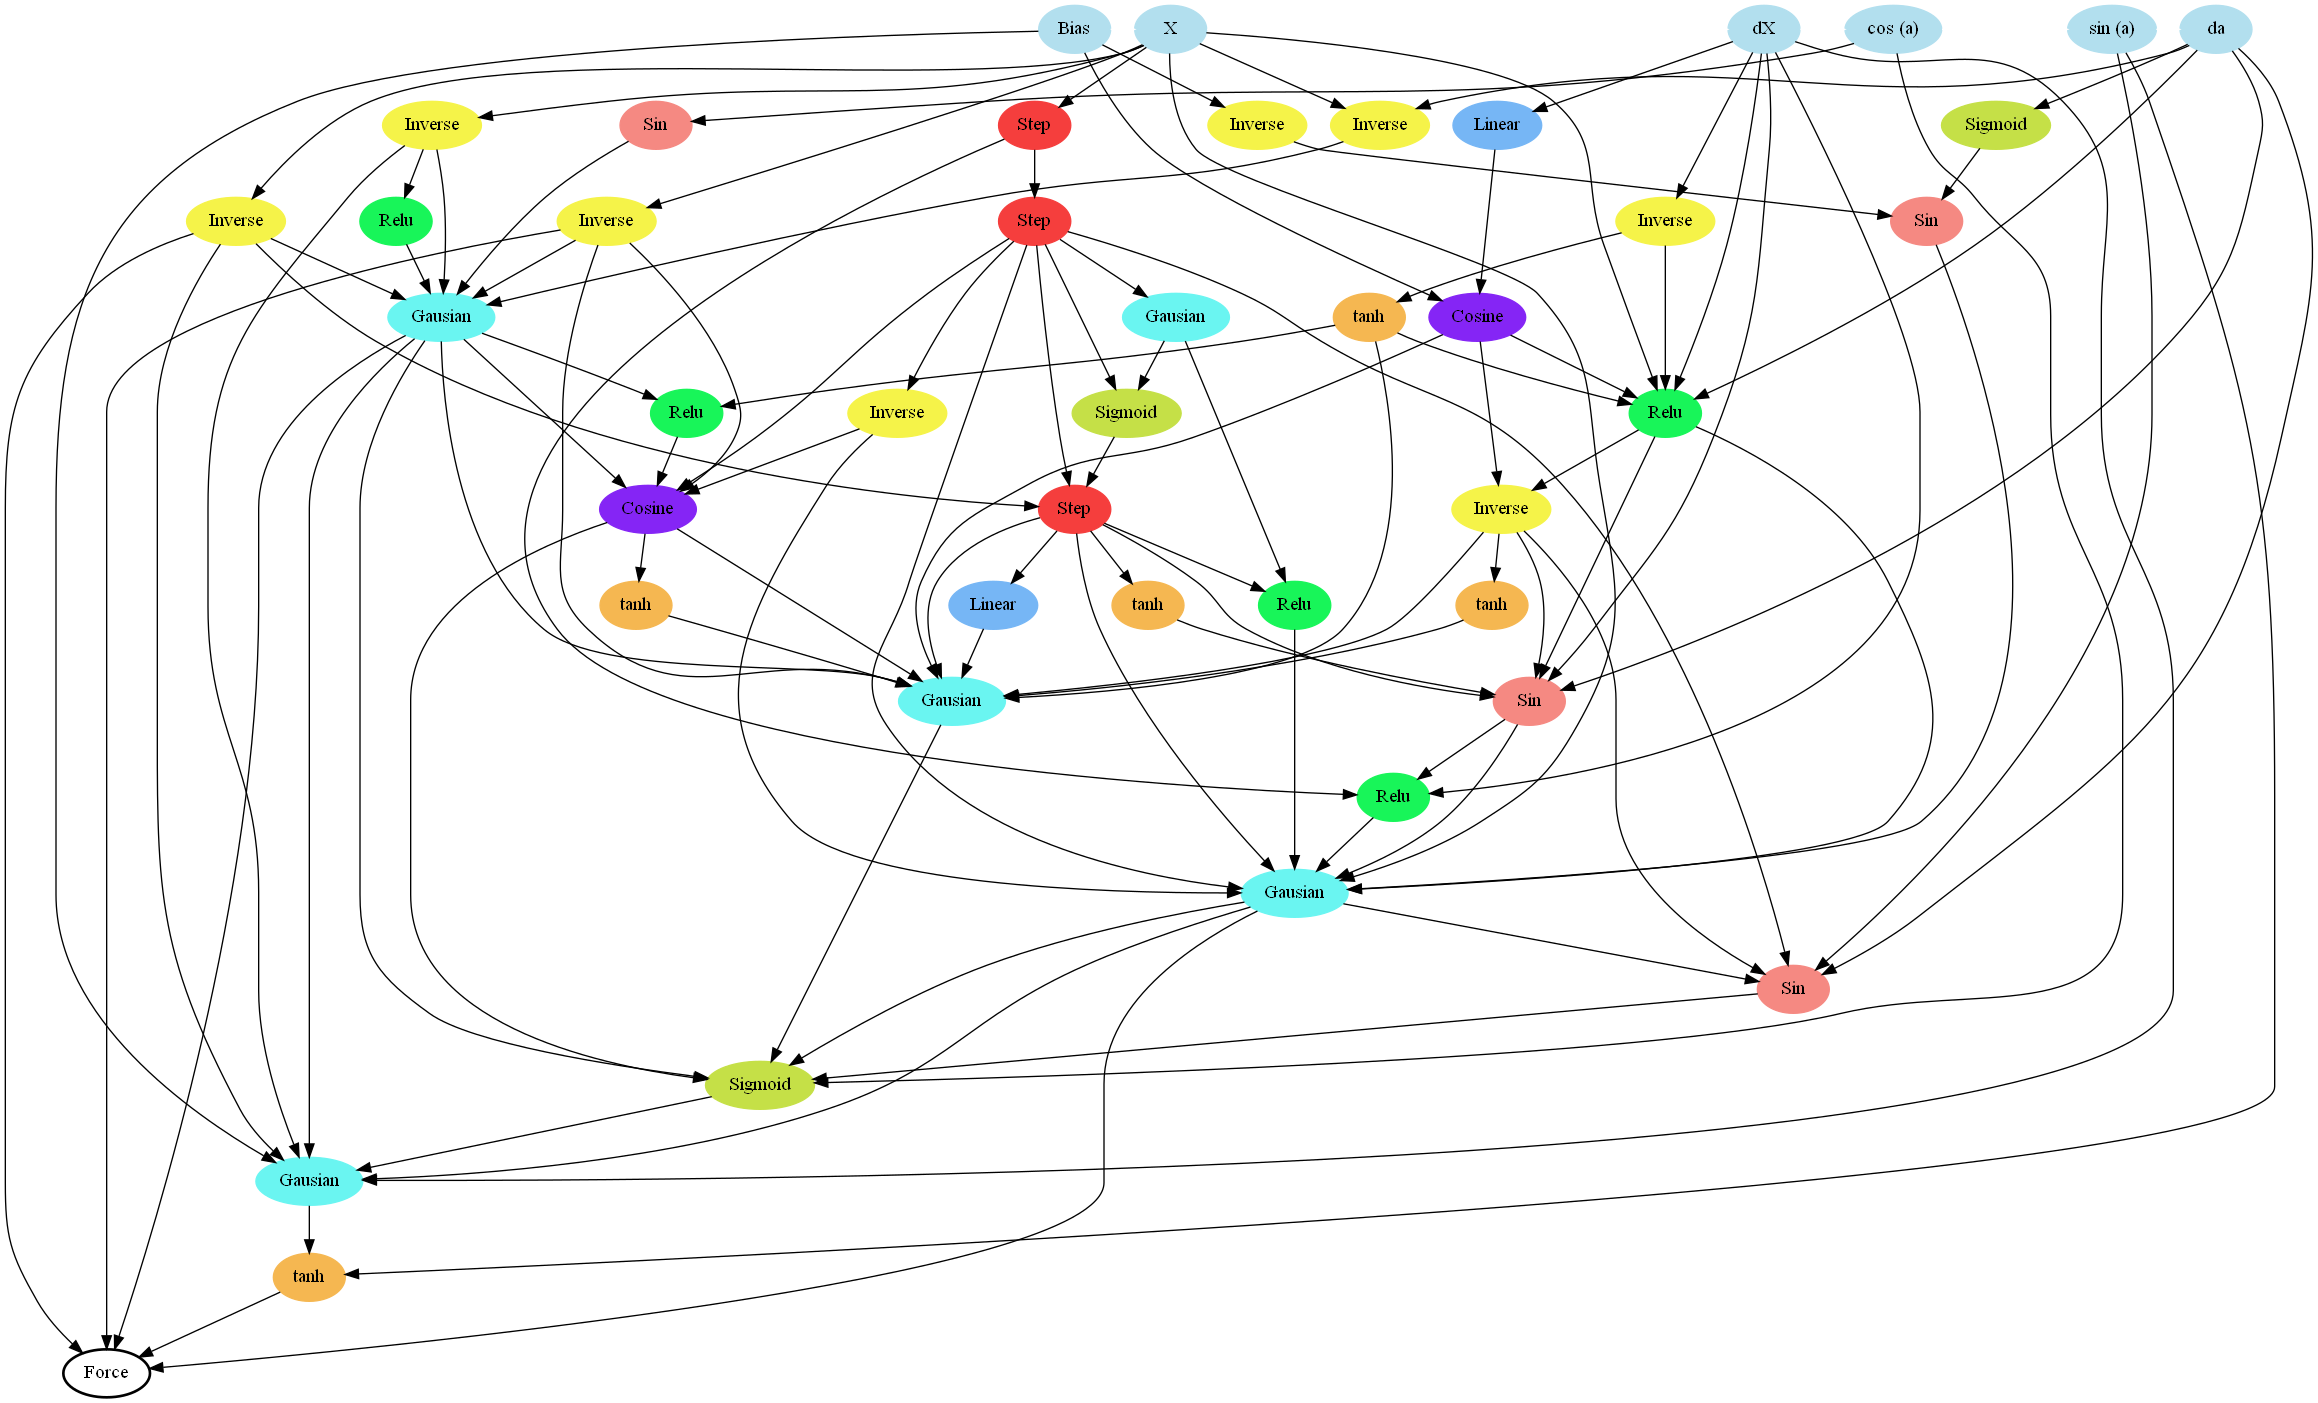 Bias
X
dX
cos (a)
sin (a)
da
Inverse
Sin
Step
Inverse
Inverse
Linear
Sigmoid
Inverse
Relu
Inverse
Step
Inverse
Sin
Gausian
Gausian
tanh
Cosine
Relu
Inverse
Sigmoid
Relu
Cosine
Step
Inverse
tanh
Linear
tanh
Relu
tanh
Gausian
Sin
Relu
Gausian
Sin
Sigmoid
Gausian
tanh
Force